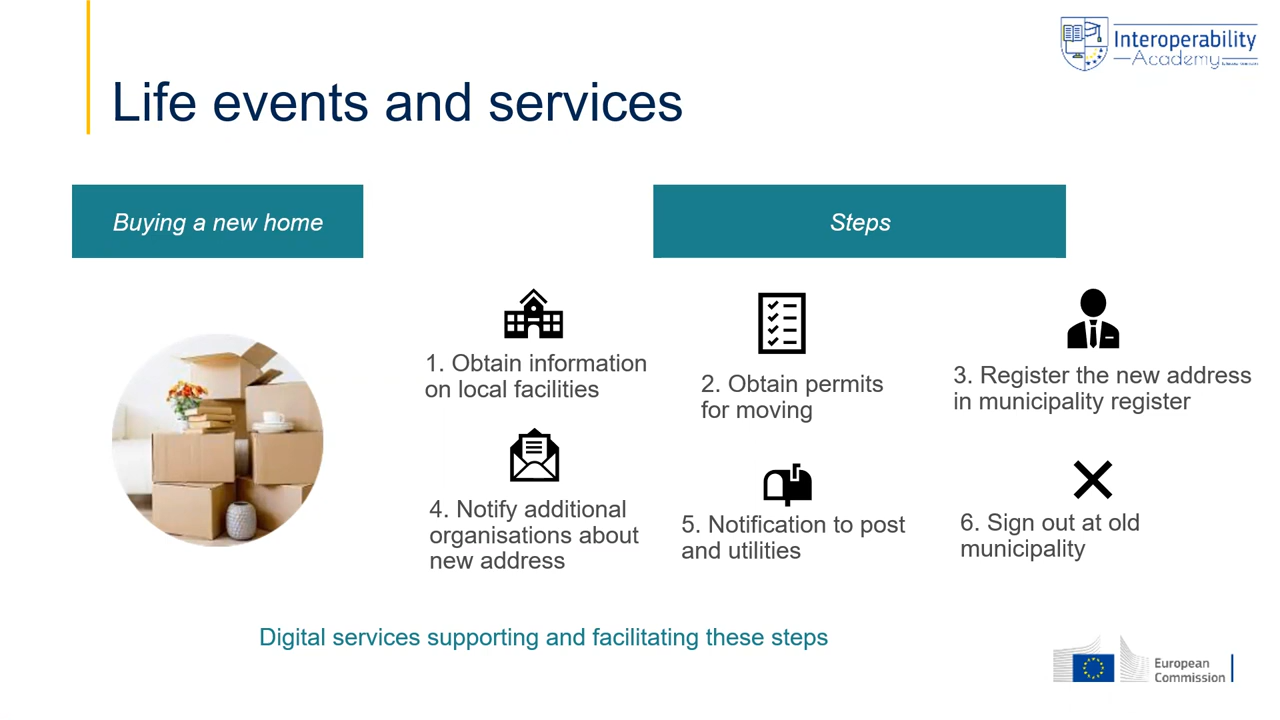 Interoperability
Academy
Life events and services
Buying a new home
Steps
1. Obtain information
on local facilities
2. Obtain permits
for moving
3. Register the new address
in municipality register
4. Notify additional
organisations about
new address
5. Notification to post
and utilities
6. Sign out at old
municipality
Digital services supporting and facilitating these steps
European
Commission